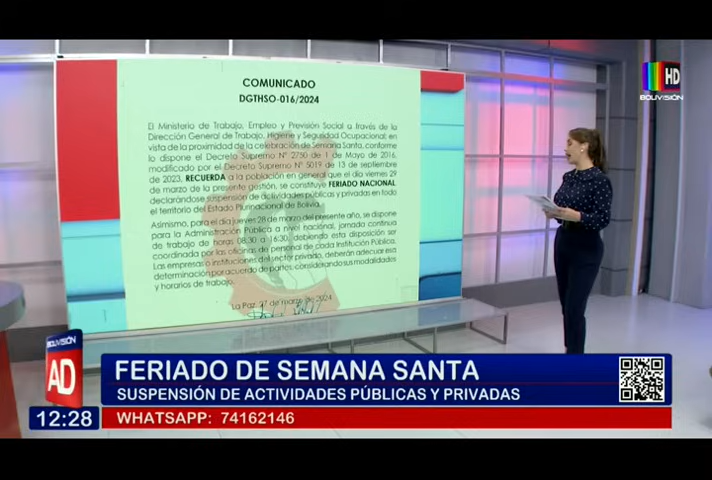 COMUNICADO
DGTHSO-016/2024
El Ministerio de Trabajo, Empleo y Previsión Social a través de la
Dirección General de Trabajo, Higiene y Seguridad Ocupacional; en
vista de la proximidad de la celebración de Semana Santa, conforme
lo dispone el Decreto Supremo N° 2750 de 1 de Mayo de 2016,
modificado por el Decreto Supremo N° 5019 de 13 de septiembre
de 2023, RECUERDA a la población en general que el día viernes 29
de marzo de la presente gestión, se constituye FERIADO NACIONAL
declarándose suspensión de actividades públicas y privadas en todo
el territorio del Estado Plurinacional de Bolivia.
Asimismo, para el día jueves 28 de marzo del presente año, se dispone
para la Administración Pública a nivel nacional, jornada continua
de trabajo de horas 08:30 a 16:30, debiendo esta disposición ser
coordinada por las oficinas de personal de cada Institución Pública.
Las empresas o instituciones del sector privado, deberán adecuar esa
determinación por acuerdo de partes, considerando sus modalidades
y horarios de trabajo.
La Paz, 27 de marzo de 2024
HD
BOLIVISIÓN
BOLIVISIÓN
AD
FERIADO DE SEMANA SANTA
SUSPENSIÓN DE ACTIVIDADES PÚBLICAS Y PRIVADAS
12:28
WHATSAPP: 74162146